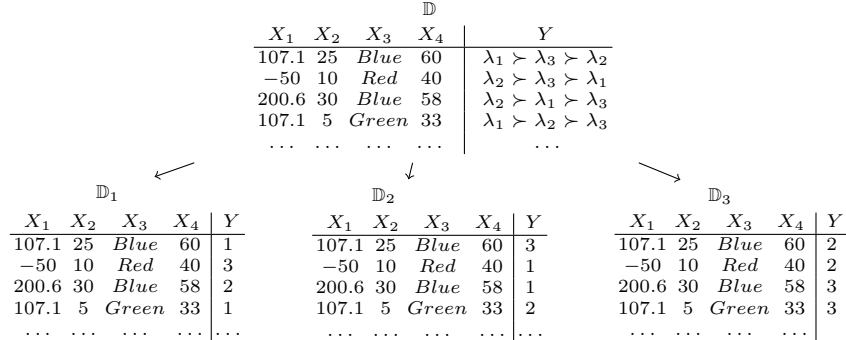 𝔻
X₁ X₂ X₃ X₄ Y
107.1 25 Blue 60 λ₁ ≻ λ₃ ≻ λ₂
−50 10 Red 40 λ₂ ≻ λ₃ ≻ λ₁
200.6 30 Blue 58 λ₂ ≻ λ₁ ≻ λ₃
107.1 5 Green 33 λ₁ ≻ λ₂ ≻ λ₃
... ... ... ... ...
𝔻₁
X₁ X₂ X₃ X₄ Y
107.1 25 Blue 60 1
−50 10 Red 40 3
200.6 30 Blue 58 2
107.1 5 Green 33 1
... ... ... ... ...
𝔻₂
X₁ X₂ X₃ X₄ Y
107.1 25 Blue 60 3
−50 10 Red 40 1
200.6 30 Blue 58 1
107.1 5 Green 33 2
... ... ... ... ...
𝔻₃
X₁ X₂ X₃ X₄ Y
107.1 25 Blue 60 2
−50 10 Red 40 2
200.6 30 Blue 58 3
107.1 5 Green 33 3
... ... ... ... ...